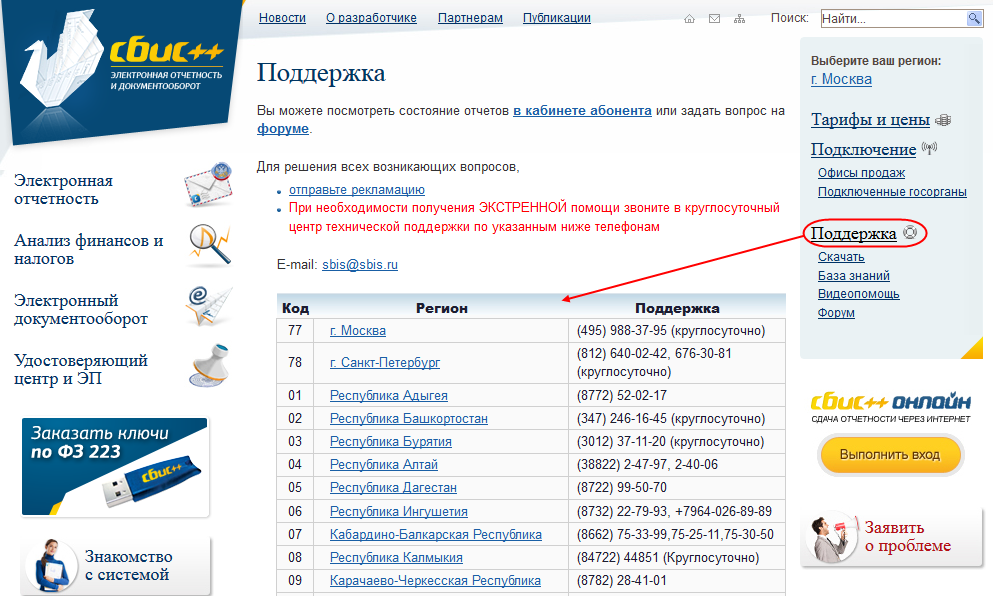 Новости О разработчике Партнерам Публикации Поиск: Найти...
сбис++
ЭЛЕКТРОННАЯ ОТЧЕТНОСТЬ
И ДОКУМЕНТООБОРОТ
Электронная
отчетность
Анализ финансов и
налогов
Электронный
документооборот
Удостоверяющий
центр и ЭП
Заказать ключи
по ФЗ 223
сбис++
Знакомство
с системой
Поддержка
Вы можете посмотреть состояние отчетов в кабинете абонента или задать вопрос на
форуме.
Для решения всех возникающих вопросов,
отправьте рекламацию
При необходимости получения ЭКСТРЕННОЙ помощи звоните в круглосуточный
центр технической поддержки по указанным ниже телефонам
E-mail: sbis@sbis.ru
Код Регион Поддержка
77 г. Москва (495) 988-37-95 (круглосуточно)
78 г. Санкт-Петербург (812) 640-02-42, 676-30-81
(круглосуточно)
01 Республика Адыгея (8772) 52-02-17
02 Республика Башкортостан (347) 246-16-45 (круглосуточно)
03 Республика Бурятия (3012) 37-11-20 (круглосуточно)
04 Республика Алтай (38822) 2-47-97, 2-40-06
05 Республика Дагестан (8722) 99-50-70
06 Республика Ингушетия (8732) 22-79-93, +7964-026-89-89
07 Кабардино-Балкарская Республика (8662) 75-33-99,75-25-11,75-30-50
08 Республика Калмыкия (84722) 44851 (Круглосуточно)
09 Карачаево-Черкесская Республика (8782) 28-41-01
Выберите ваш регион:
г. Москва
Тарифы и цены
Подключение
Офисы продаж
Подключенные госорганы
Поддержка
Скачать
База знаний
Видеопомощь
Форум
сбис++ онлайн
СДАЧА ОТЧЕТНОСТИ ЧЕРЕЗ ИНТЕРНЕТ
Выполнить вход
Заявить
о проблеме